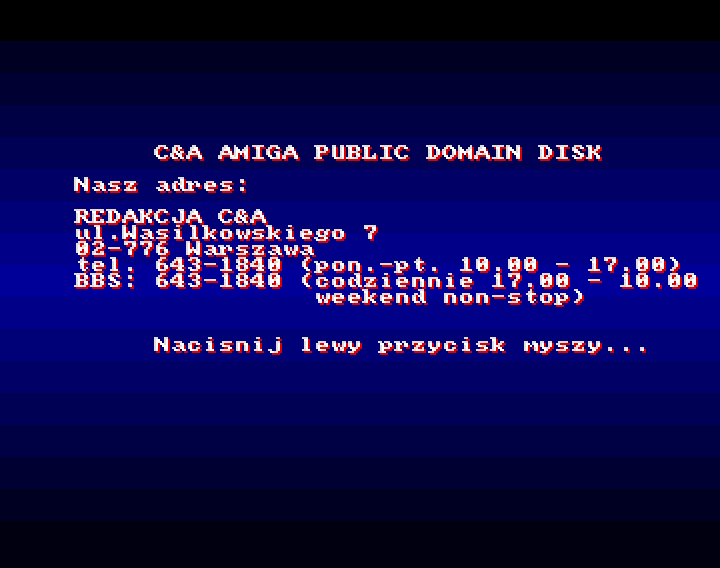 C&A AMIGA PUBLIC DOMAIN DISK
Nasz adres:
REDAKCJA C&A
ul.Wasilkowskiego 7
02-776 Warszawa
tel. 643-1840 (pon.-pt. 10.00 - 17.00)
BBS: 643-1840 (codziennie 17.00 - 10.00
weekend non-stop)
Nacisnij lewy przycisk myszy...